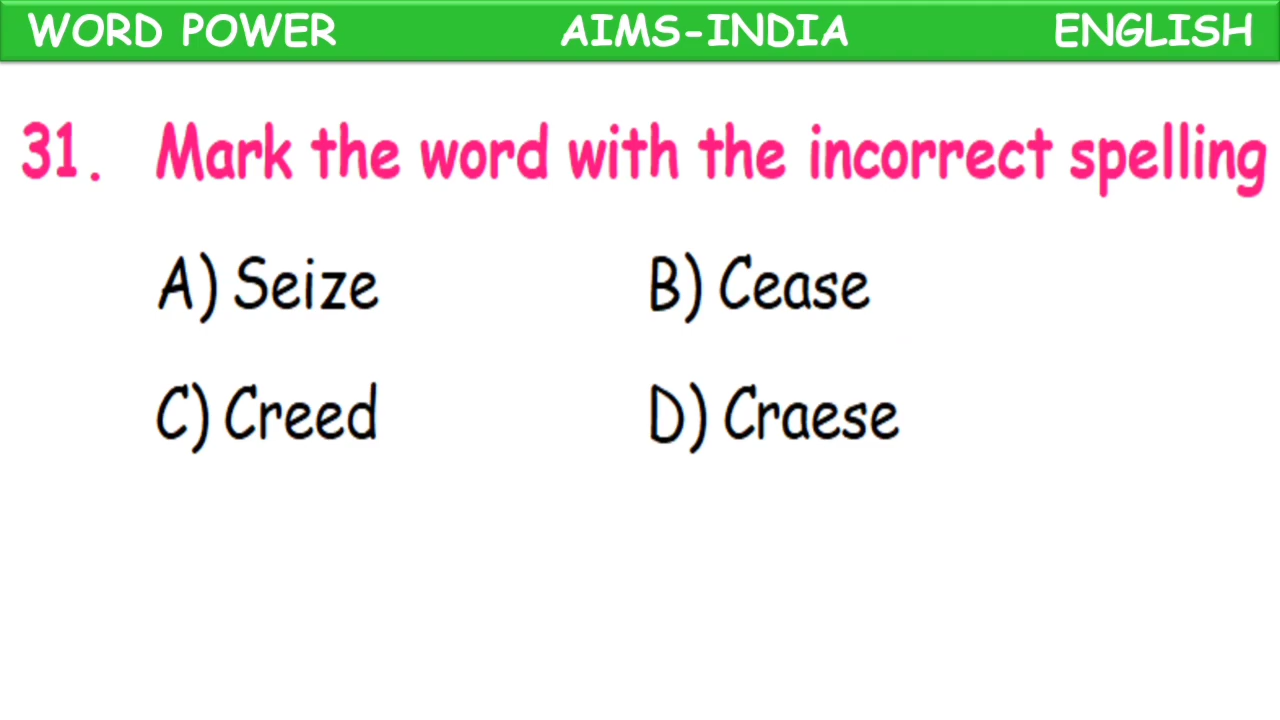 WORD POWER AIMS-INDIA ENGLISH
31. Mark the word with the incorrect spelling
A) Seize B) Cease
C) Creed D) Craese